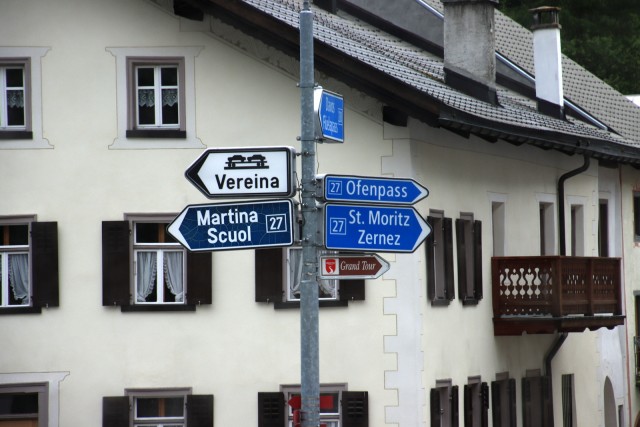 Vereina
Martina
Scuol
27
27 Ofenpass
27
St. Moritz
Zernez
Grand Tour